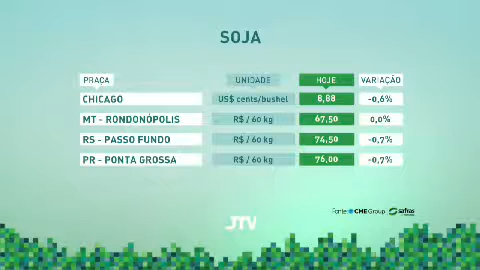 SOJA
PRAÇA UNIDADE HOJE VARIAÇÃO
CHICAGO US$ cents/bushel 8,88 -0,6%
MT - RONDONÓPOLIS R$ / 60 kg 67,50 0,0%
RS - PASSO FUNDO R$ / 60 kg 74,50 -0,7%
PR - PONTA GROSSA R$ / 60 kg 76,00 -0,7%
Fonte: CME Group safras
JTV